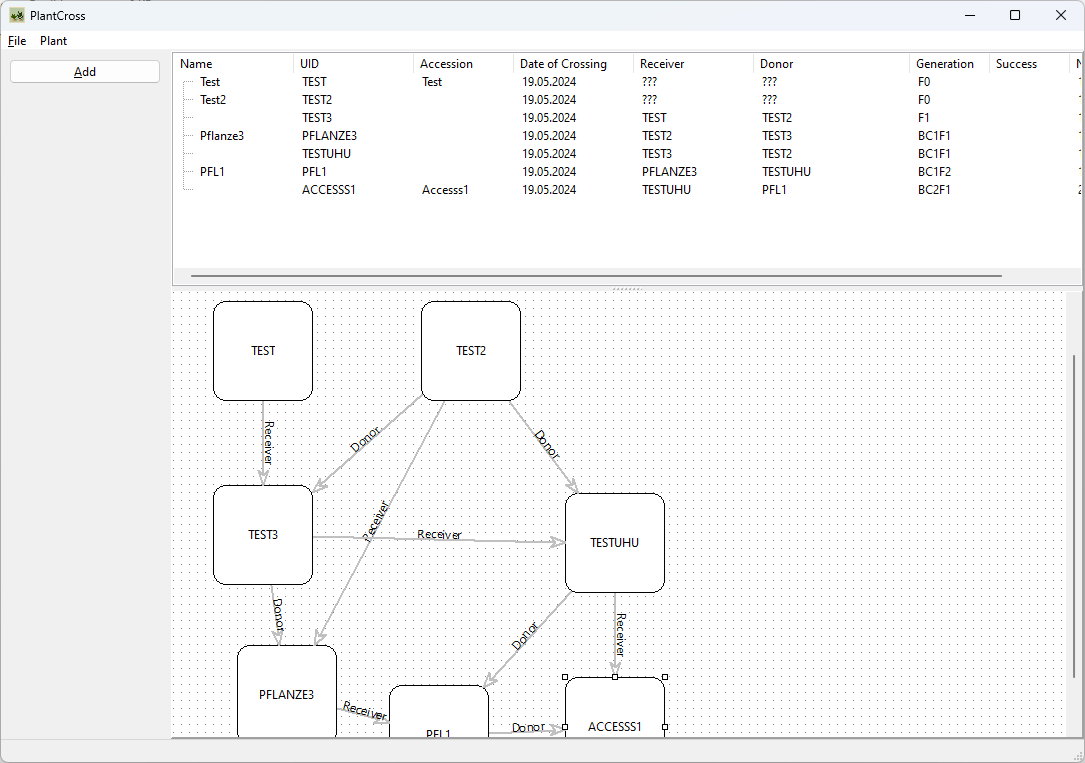 PlantCross
File Plant
Add
Name UID Accession Date of Crossing Receiver Donor Generation Success
Test TEST Test 19.05.2024 ??? ??? F0
Test2 TEST2 19.05.2024 ??? ??? F0
TEST3 19.05.2024 TEST TEST2 F1
Pflanze3 PFLANZE3 19.05.2024 TEST2 TEST3 BC1F1
TESTUHU 19.05.2024 TEST3 TEST2 BC1F1
PFL1 PFL1 19.05.2024 PFLANZE3 TESTUHU BC1F2
ACCESSS1 Accesss1 19.05.2024 TESTUHU PFL1 BC2F1
TEST TEST2
Receiver Donor Donor
Receiver
TEST3 Receiver TESTUHU
Donor Donor Receiver
PFLANZE3 Receiver PFL1 Donor ACCESSS1